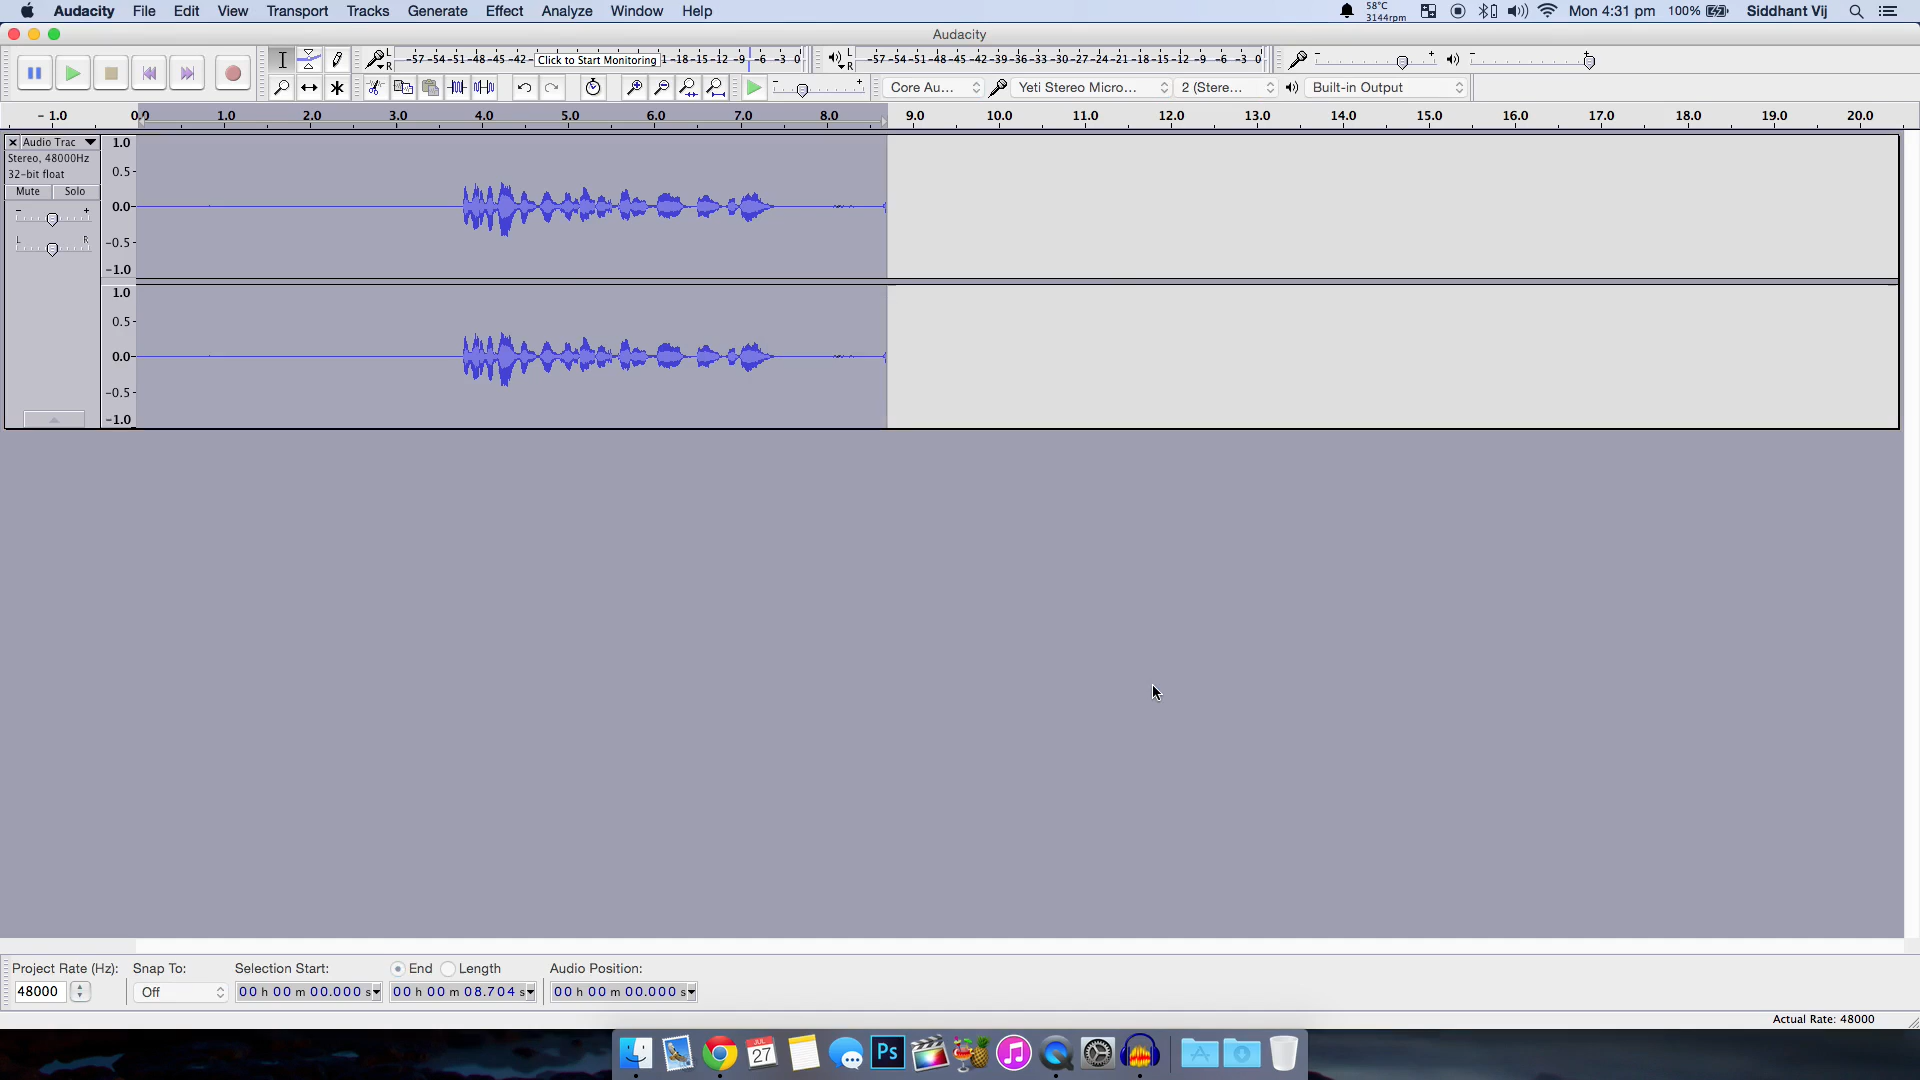 Audacity File Edit View Transport Tracks Generate Effect Analyze Window Help 58°C 3144rpm Mon 4:31 pm 100% Siddhant Vij
Audacity
L R -57 -54 -51 -48 -45 -42 - Click to Start Monitoring 1 -18 -15 -12 -9 -6 -3 0 L R -57 -54 -51 -48 -45 -42 -39 -36 -33 -30 -27 -24 -21 -18 -15 -12 -9 -6 -3 0 - + - +
- + Core Au... Yeti Stereo Micro... 2 (Stere... Built-in Output
- 1.0 0.0 1.0 2.0 3.0 4.0 5.0 6.0 7.0 8.0 9.0 10.0 11.0 12.0 13.0 14.0 15.0 16.0 17.0 18.0 19.0 20.0
Audio Trac 1.0
Stereo, 48000Hz
32-bit float 0.5
Mute Solo
- + 0.0
L R -0.5
-1.0
1.0
0.5
0.0
-0.5
-1.0
Project Rate (Hz): Snap To: Selection Start: End Length Audio Position:
48000 Off 00 h 00 m 00.000 s 00 h 00 m 08.704 s 00 h 00 m 00.000 s
Actual Rate: 48000
JUL
27
Ps